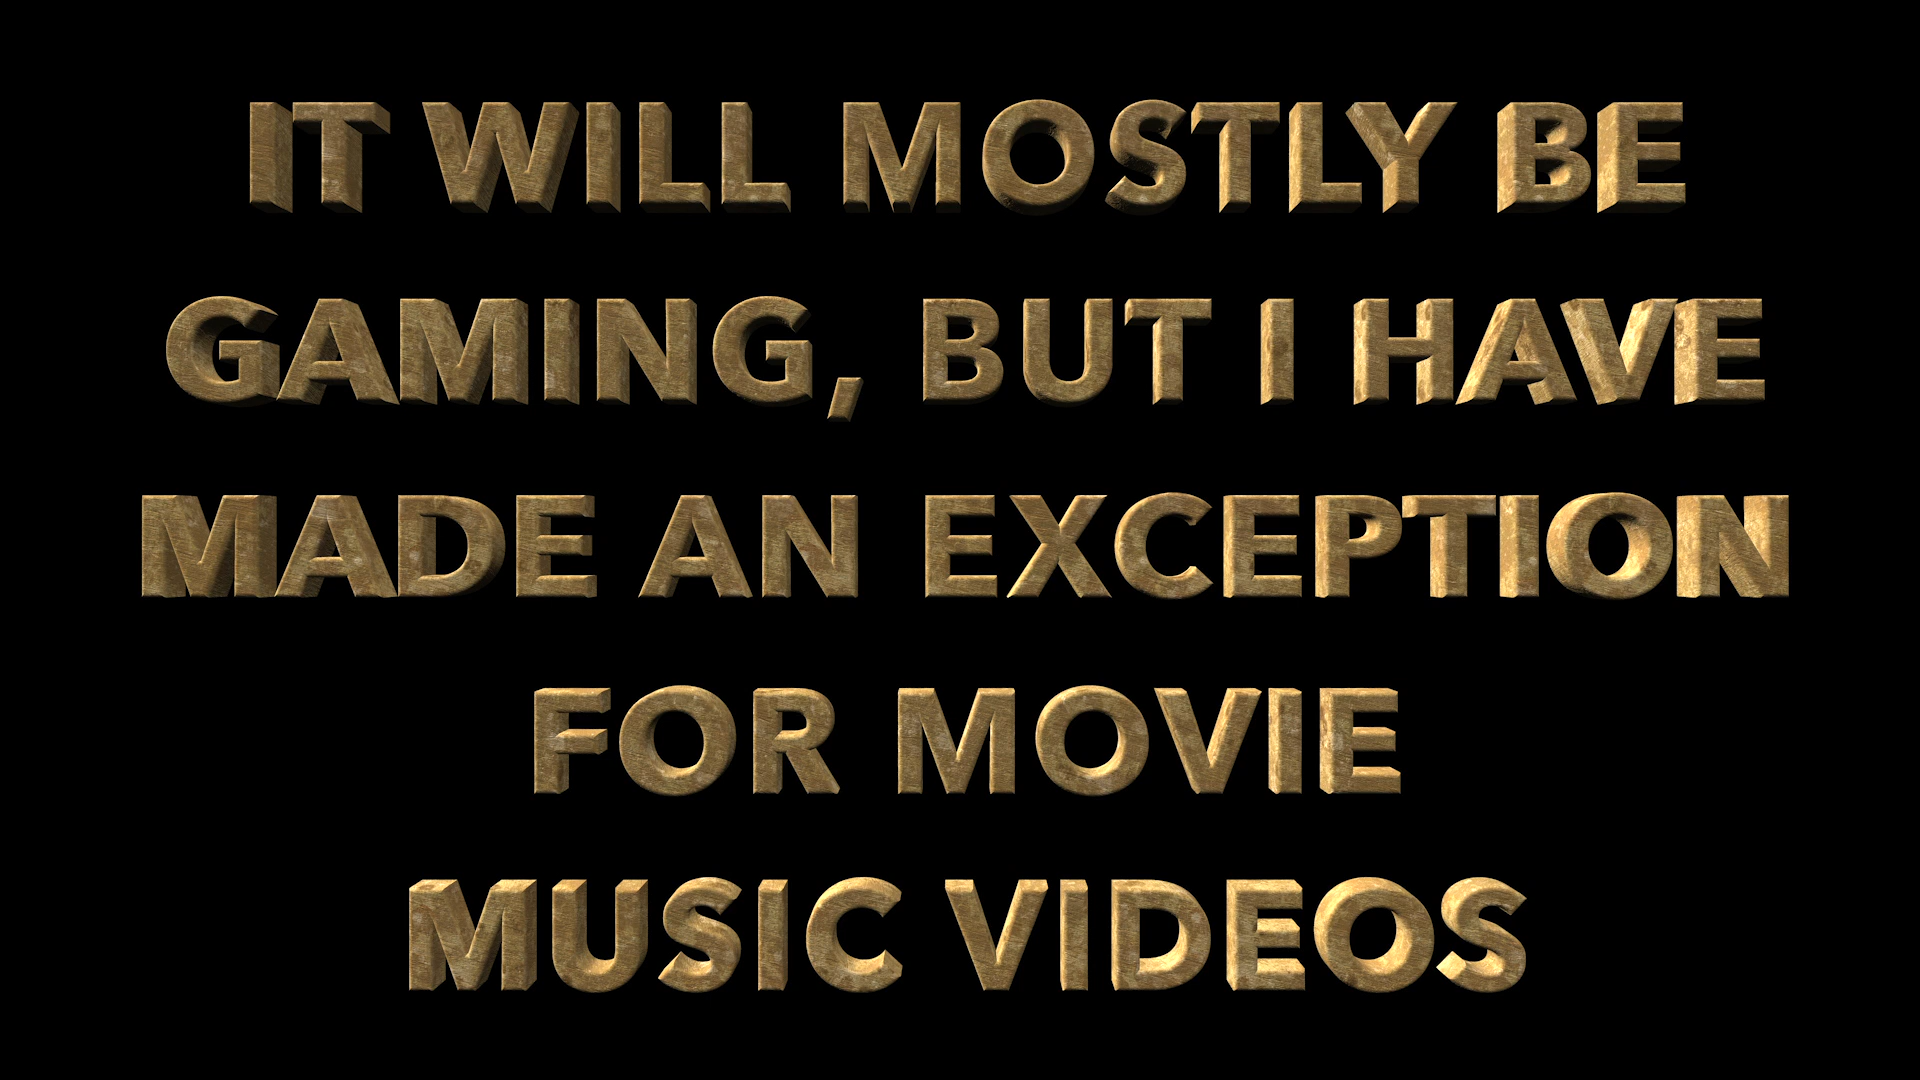 IT WILL MOSTLY BE
GAMING, BUT I HAVE
MADE AN EXCEPTION
FOR MOVIE
MUSIC VIDEOS